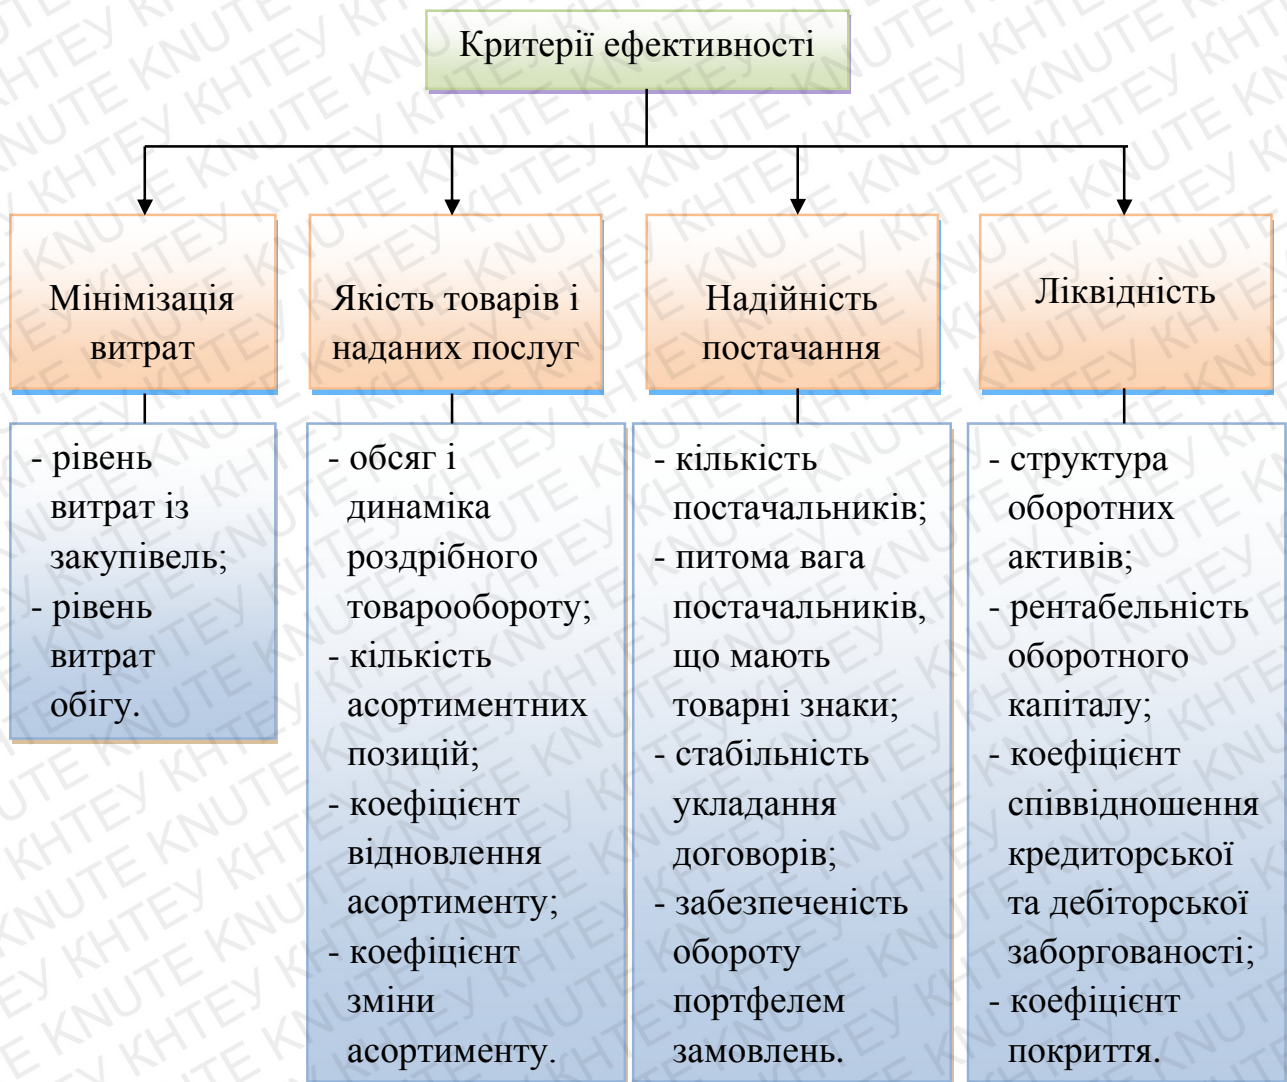 Критерії ефективності
Мінімізація
витрат
Якість товарів і
наданих послуг
Надійність
постачання
Ліквідність
- рівень
витрат із
закупівель;
- рівень
витрат
обігу.
- обсяг і
динаміка
роздрібного
товарообороту;
- кількість
асортиментних
позицій;
- коефіцієнт
відновлення
асортименту;
- коефіцієнт
зміни
асортименту.
- кількість
постачальників;
- питома вага
постачальників,
що мають
товарні знаки;
- стабільність
укладання
договорів;
- забезпеченість
обороту
портфелем
замовлень.
- структура
оборотних
активів;
- рентабельність
оборотного
капіталу;
- коефіцієнт
співвідношення
кредиторської
та дебіторської
заборгованості;
- коефіцієнт
покриття.